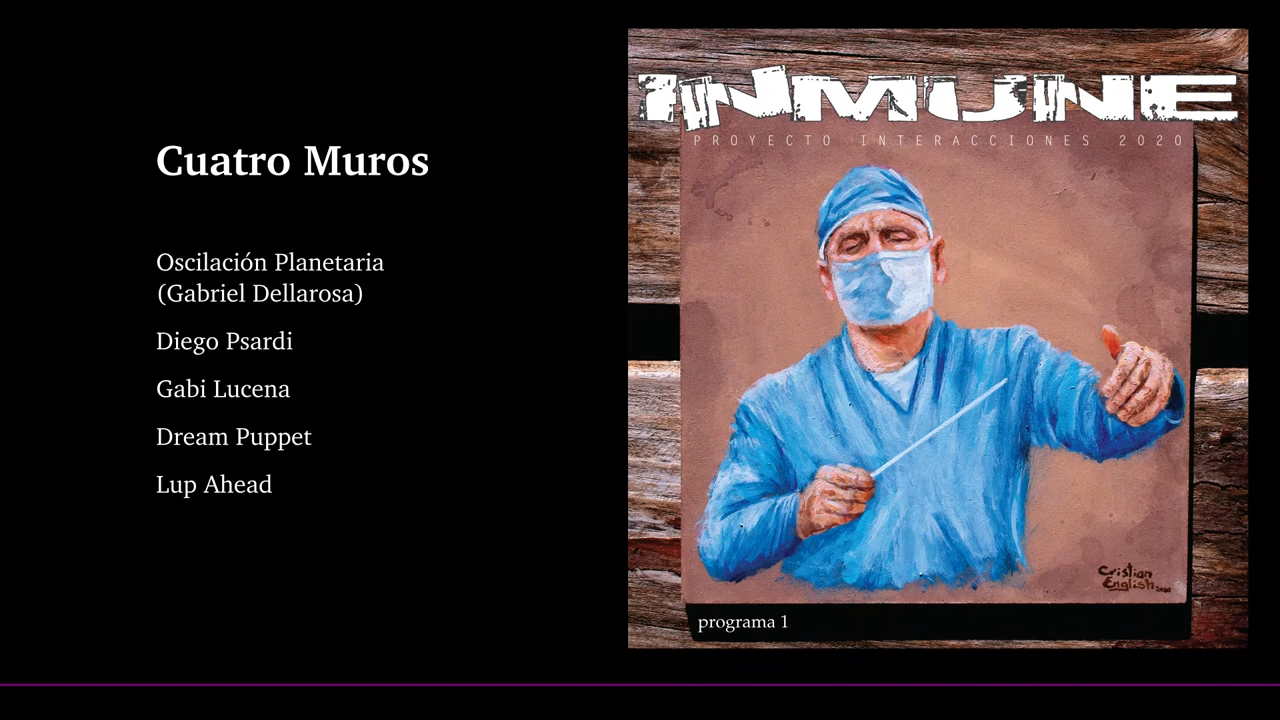 Cuatro Muros
Oscilación Planetaria
(Gabriel Dellarosa)
Diego Psardi
Gabi Lucena
Dream Puppet
Lup Ahead
INMUNE
PROYECTO INTERACCIONES 2020
Cristian
English
programa 1